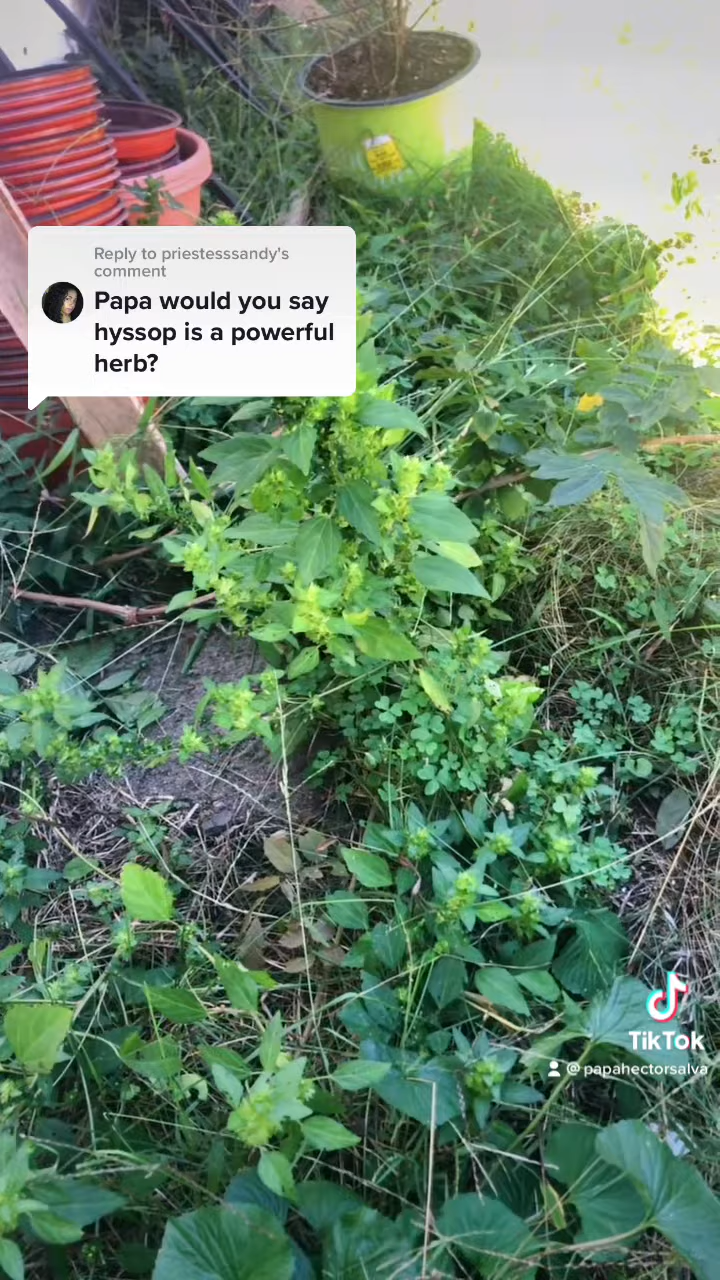 Reply to priestesssandy's
comment
Papa would you say
hyssop is a powerful
herb?
TikTok
@papahectorsalva